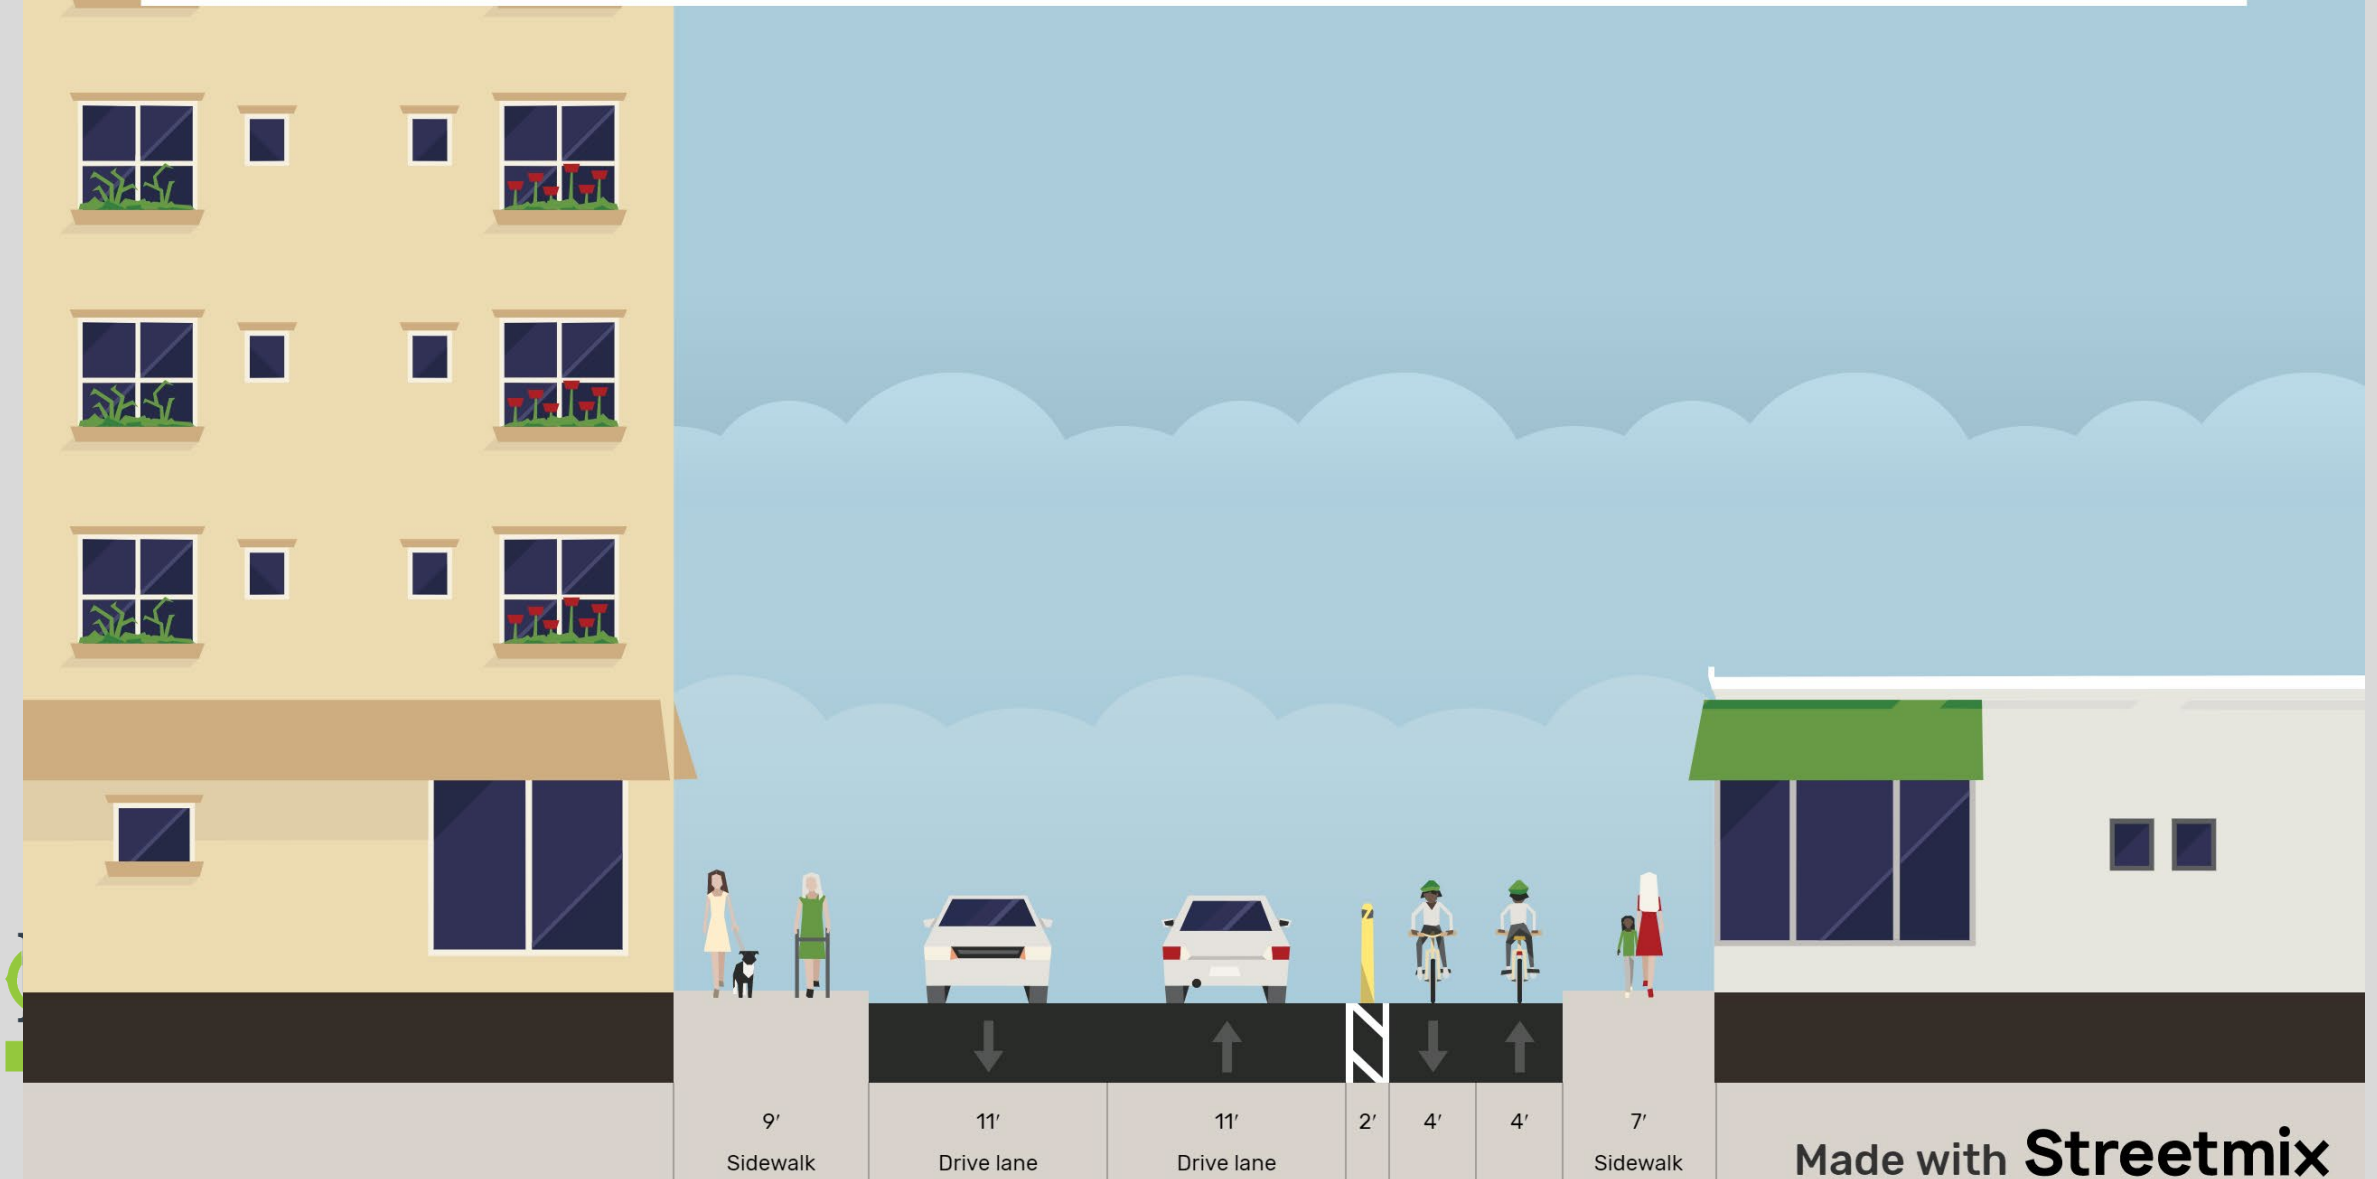 9′
11′
11′
2′
4′
4′
7′
Sidewalk
Drive lane
Drive lane
Sidewalk
Made with Streetmix